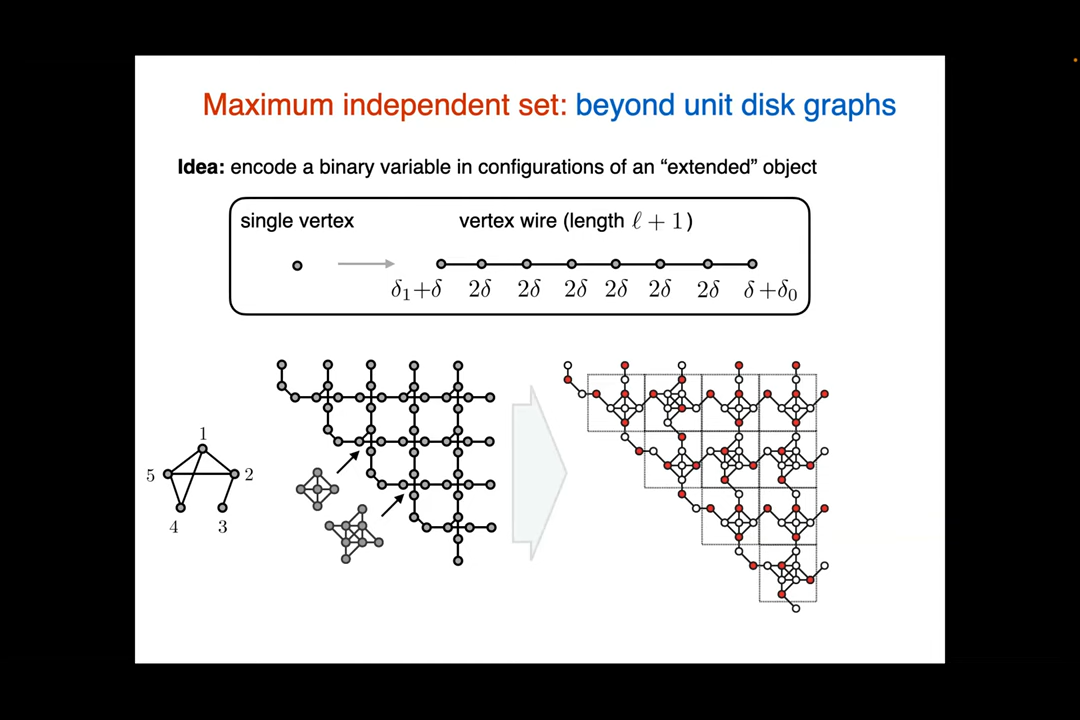 Maximum independent set: beyond unit disk graphs
Idea: encode a binary variable in configurations of an “extended” object
single vertex
vertex wire (length ℓ + 1)
δ₁+δ 2δ 2δ 2δ 2δ 2δ 2δ δ+δ₀
1
5 2
4 3